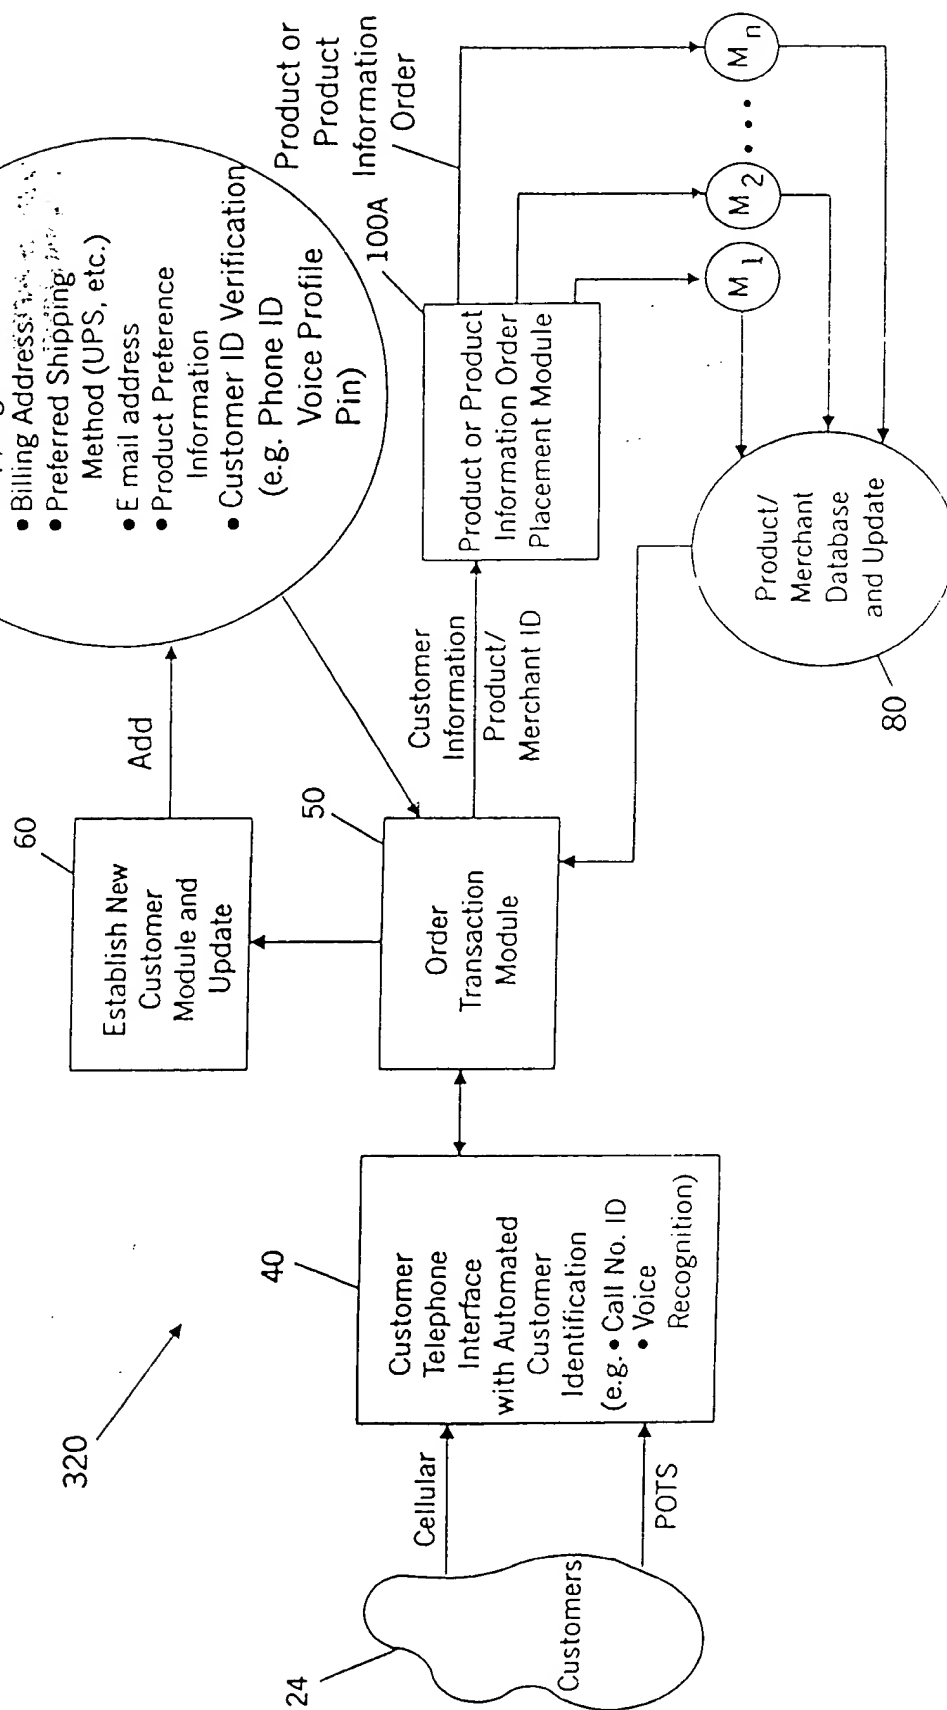 320
24
Customers
Cellular
POTS
40
Customer
Telephone
Interface
with Automated
Customer
Identification
(e.g. • Call No. ID
• Voice
Recognition)
60
Establish New
Customer
Module and
Update
Add
50
Order
Transaction
Module
• Billing Address
• Preferred Shipping
Method (UPS, etc.)
• E mail address
• Product Preference
Information
• Customer ID Verification
(e.g. Phone ID
Voice Profile
Pin)
Customer
Information
Product/
Merchant ID
100A
Product or Product
Information Order
Placement Module
Product or
Product
Information
Order
M1
M2
Mn
80
Product/
Merchant
Database
and Update